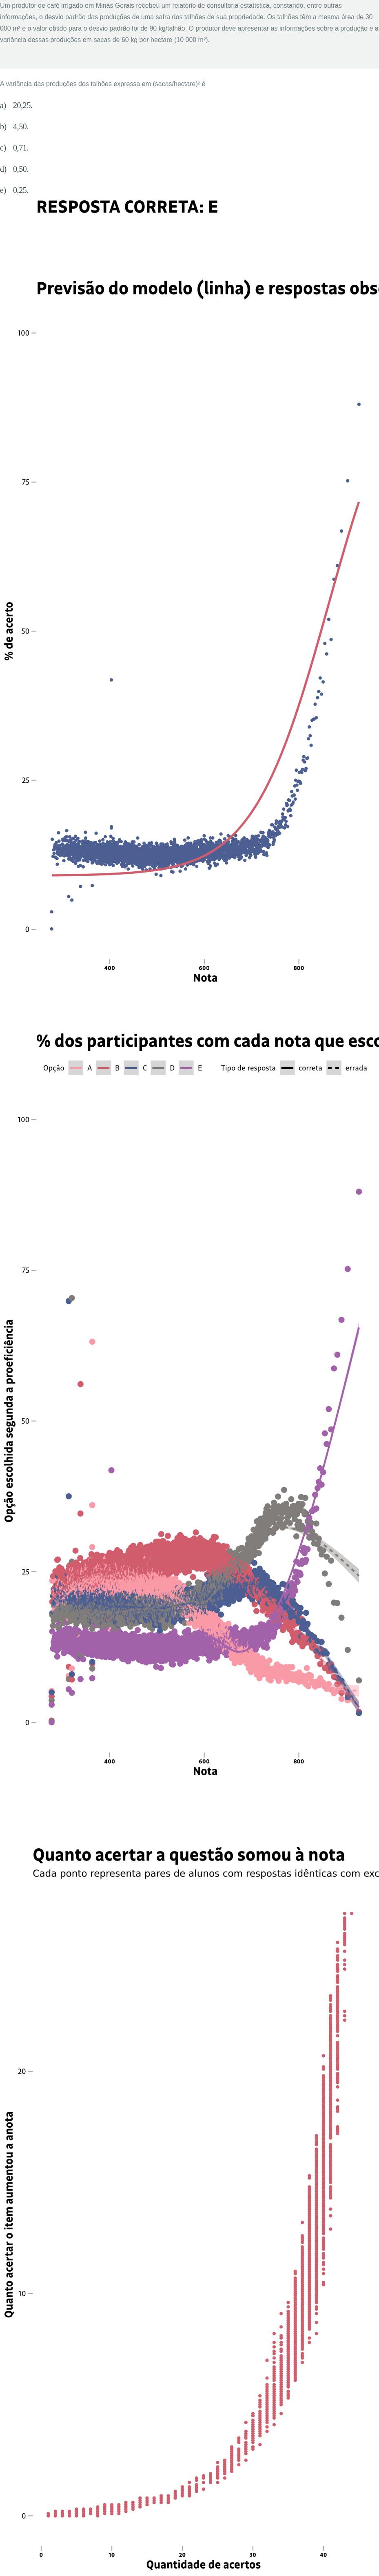 Um produtor de café irrigado em Minas Gerais recebeu um relatório de consultoria estatística, constando, entre outras
informações, o desvio padrão das produções de uma safra dos talhões de sua propriedade. Os talhões têm a mesma área de 30
000 m² e o valor obtido para o desvio padrão foi de 90 kg/talhão. O produtor deve apresentar as informações sobre a produção e a
variância dessas produções em sacas de 60 kg por hectare (10 000 m²).
A variância das produções dos talhões expressa em (sacas/hectare)² é
a) 20,25.
b) 4,50.
c) 0,71.
d) 0,50.
e) 0,25.
RESPOSTA CORRETA: E
Previsão do modelo (linha) e respostas obs
100
75
50
25
0
% de acerto
400 600 800
Nota
% dos participantes com cada nota que esco
Opção A B C D E Tipo de resposta correta errada
100
75
50
25
0
Opção escolhida segunda a proeficiência
400 600 800
Nota
Quanto acertar a questão somou à nota
Cada ponto representa pares de alunos com respostas idênticas com exc
20
10
0
Quanto acertar o item aumentou a anota
0 10 20 30 40
Quantidade de acertos